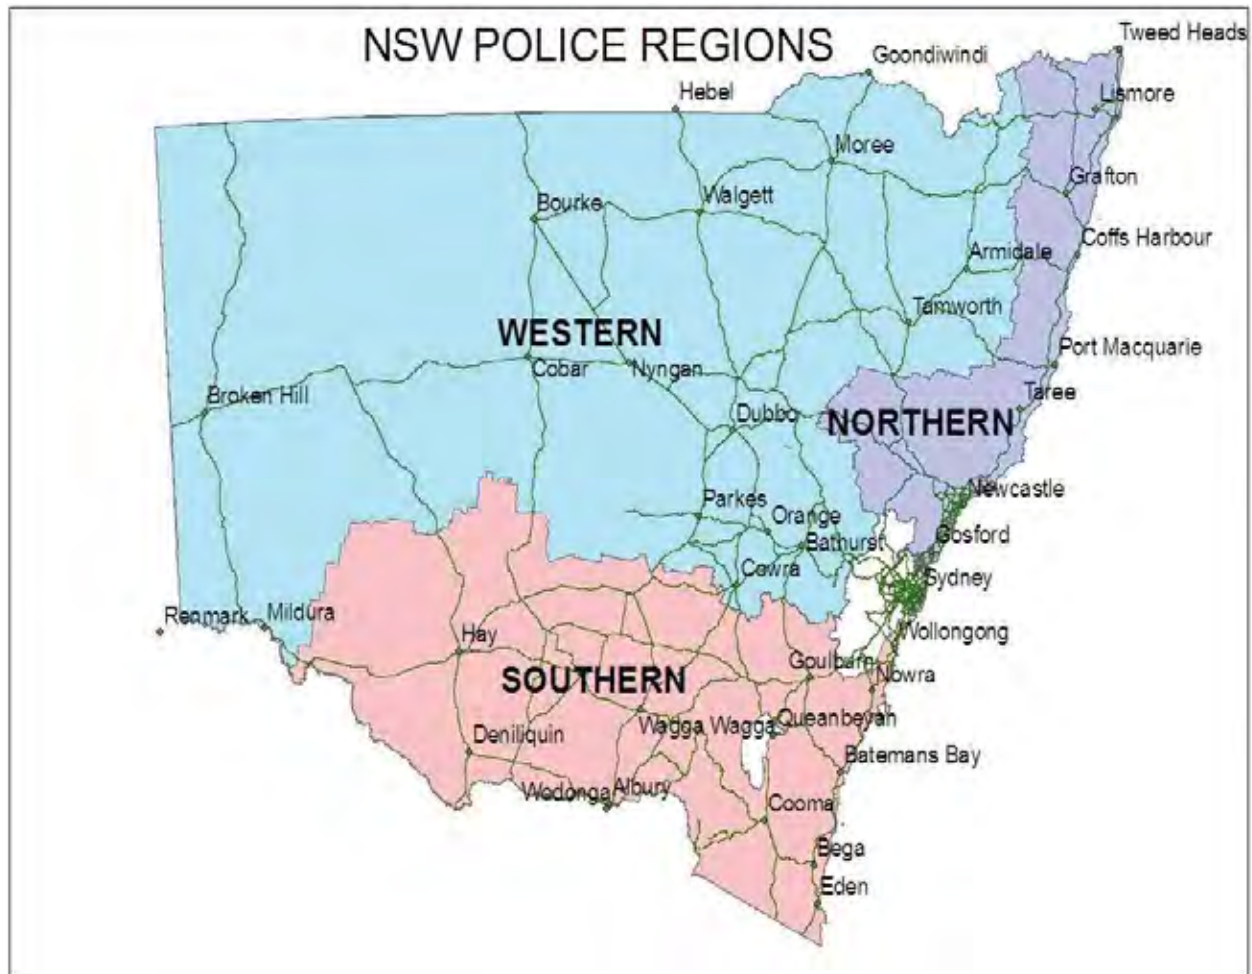 NSW POLICE REGIONS
Tweed Heads
Goondiwindi
Hebel
Lismore
Moree
Grafton
Walgett
Bourke
Coffs Harbour
Armidale
Tamworth
WESTERN
Port Macquarie
Cobar
Nyngan
Broken Hill
Taree
Dubbo
NORTHERN
Newcastle
Parkes
Orange
Gosford
Bathurst
Cowra
Sydney
Renmark
Mildura
Hay
Wollongong
Goulburn
Nowra
SOUTHERN
Wagga Wagga
Queanbeyan
Deniliquin
Batemans Bay
Wodonga
Albury
Cooma
Bega
Eden